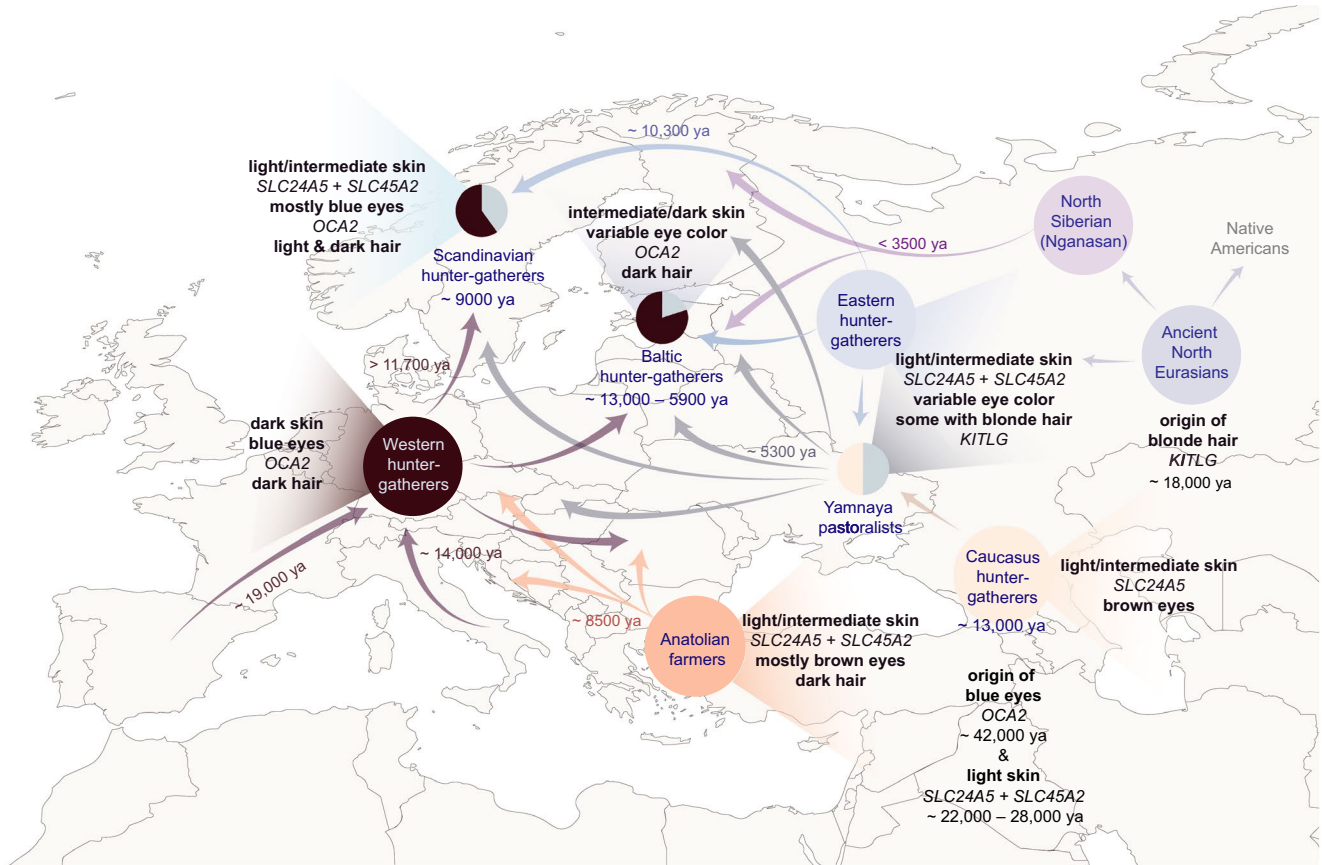 ~ 10,300 ya
light/intermediate skin
SLC24A5 + SLC45A2
mostly blue eyes
OCA2
light & dark hair
Scandinavian
hunter-gatherers
~ 9000 ya
intermediate/dark skin
variable eye color
OCA2
dark hair
Baltic
hunter-gatherers
~ 13,000 – 5900 ya
North
Siberian
(Nganasan)
< 3500 ya
Native
Americans
Eastern
hunter-
gatherers
light/intermediate skin
SLC24A5 + SLC45A2
variable eye color
some with blonde hair
KITLG
Ancient
North
Eurasians
origin of
blonde hair
KITLG
~ 18,000 ya
> 11,700 ya
dark skin
blue eyes
OCA2
dark hair
Western
hunter-
gatherers
~ 5300 ya
Yamnaya
pastoralists
~ 19,000 ya
~ 14,000 ya
~ 8500 ya
Anatolian
farmers
light/intermediate skin
SLC24A5 + SLC45A2
mostly brown eyes
dark hair
Caucasus
hunter-
gatherers
~ 13,000 ya
light/intermediate skin
SLC24A5
brown eyes
origin of
blue eyes
OCA2
~ 42,000 ya
&
light skin
SLC24A5 + SLC45A2
~ 22,000 – 28,000 ya